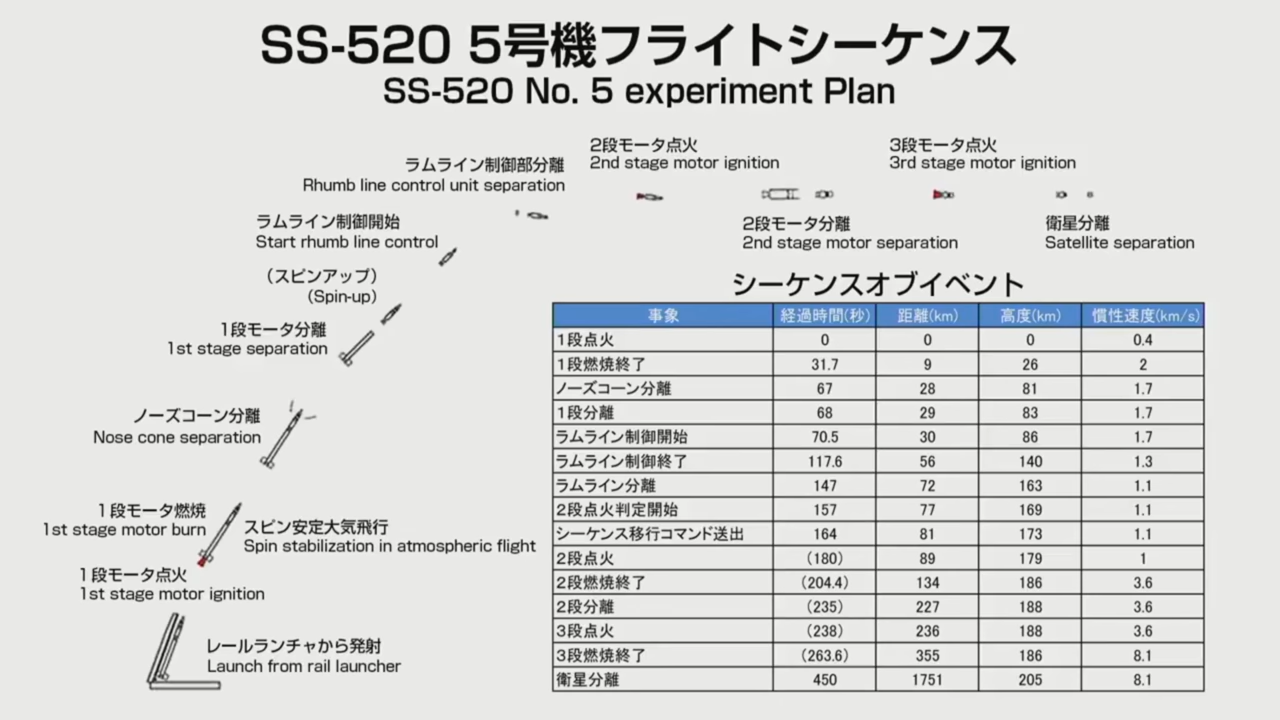 SS-520 5号機フライトシーケンス
SS-520 No. 5 experiment Plan
2段モータ点火
2nd stage motor ignition
3段モータ点火
3rd stage motor ignition
ラムライン制御部分離
Rhumb line control unit separation
ラムライン制御開始
Start rhumb line control
2段モータ分離
2nd stage motor separation
衛星分離
Satellite separation
（スピンアップ）
(Spin-up)
1段モータ分離
1st stage separation
ノーズコーン分離
Nose cone separation
1段モータ燃焼
1st stage motor burn
スピン安定大気飛行
Spin stabilization in atmospheric flight
1段モータ点火
1st stage motor ignition
レールランチャから発射
Launch from rail launcher
シーケンスオブイベント
事象 経過時間(秒) 距離(km) 高度(km) 慣性速度(km/s)
1段点火 0 0 0 0.4
1段燃焼終了 31.7 9 26 2
ノーズコーン分離 67 28 81 1.7
1段分離 68 29 83 1.7
ラムライン制御開始 70.5 30 86 1.7
ラムライン制御終了 117.6 56 140 1.3
ラムライン分離 147 72 163 1.1
2段点火判定開始 157 77 169 1.1
シーケンス移行コマンド送出 164 81 173 1.1
2段点火 (180) 89 179 1
2段燃焼終了 (204.4) 134 186 3.6
2段分離 (235) 227 188 3.6
3段点火 (238) 236 188 3.6
3段燃焼終了 (263.6) 355 186 8.1
衛星分離 450 1751 205 8.1